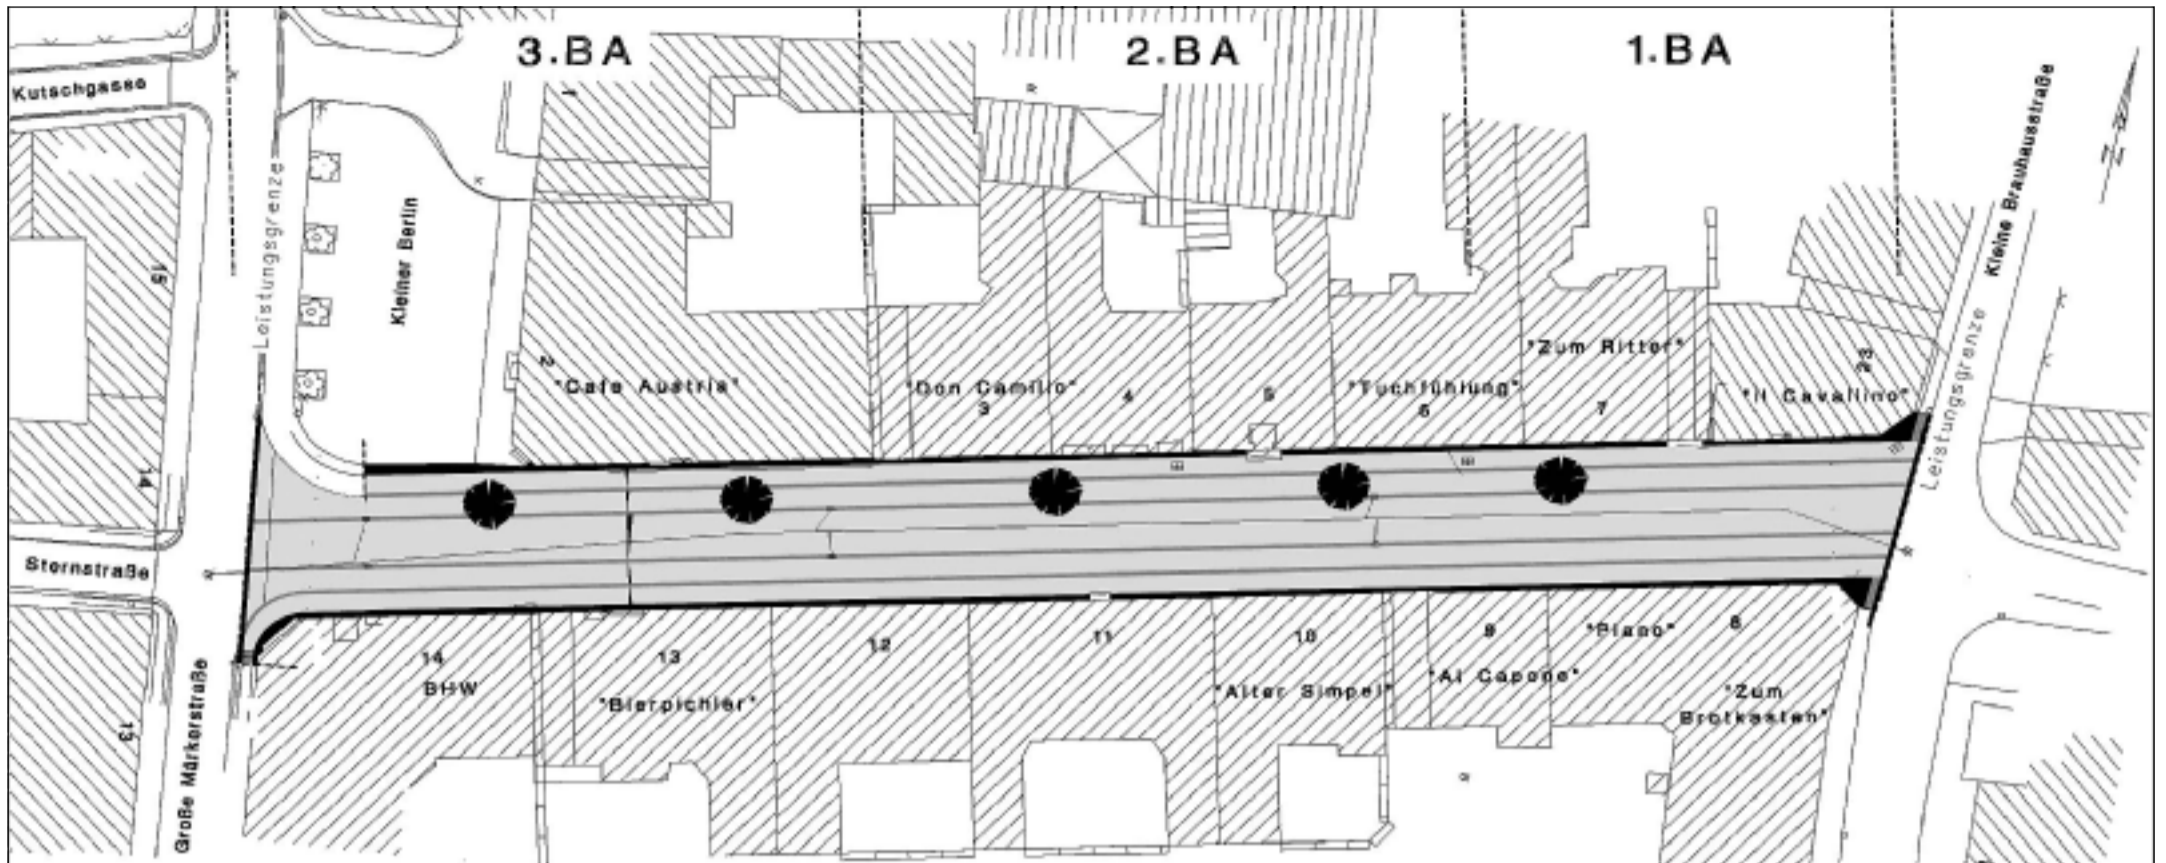 3.BA
2.BA
1.BA
Kutschgasse
1
Leistungsgrenze
Kleiner Berlin
Kleine Brauhausstraße
N
15
2
"Cafe Austria"
"Don Camillo"
3
4
5
"Tuchfühlung"
6
"Zum Ritter"
7
23
"Il Cavallino"
Leistungsgrenze
14
Sternstraße
13
Große Märkerstraße
14
BHW
13
"Bierpichler"
12
11
10
"Alter Simpel"
9
"Al Capone"
"Piano"
8
"Zum
Brotkasten"